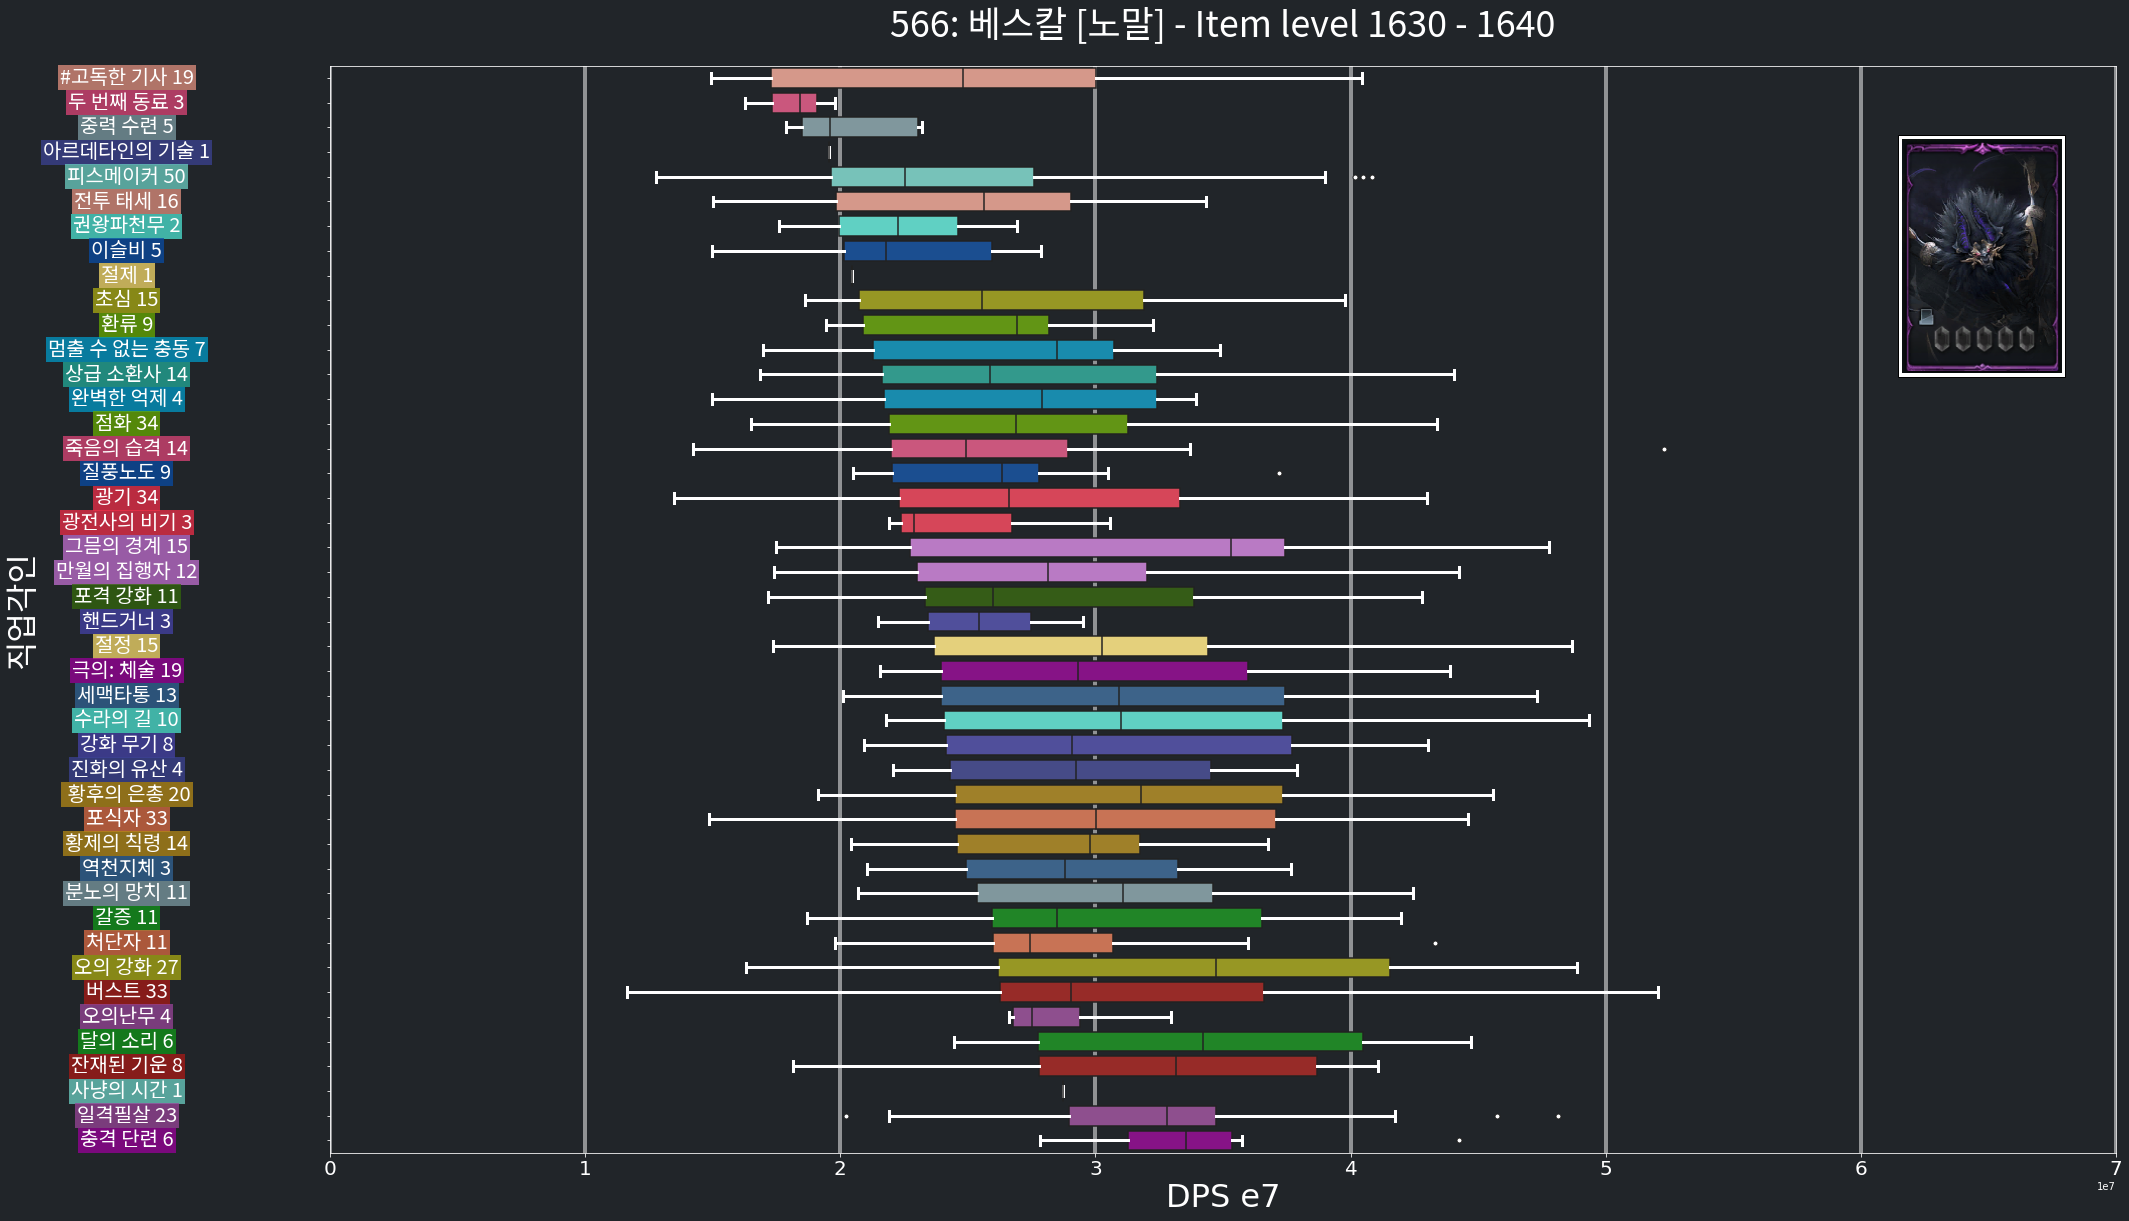 566: 베스칼 [노말] - Item level 1630 - 1640
#고독한 기사 19
두 번째 동료 3
중력 수련 5
아르데타인의 기술 1
피스메이커 50
전투 태세 16
권왕파천무 2
이슬비 5
절제 1
초심 15
환류 9
멈출 수 없는 충동 7
상급 소환사 14
완벽한 억제 4
점화 34
죽음의 습격 14
질풍노도 9
광기 34
광전사의 비기 3
그믐의 경계 15
만월의 집행자 12
포격 강화 11
핸드거너 3
절정 15
극의: 체술 19
세맥타통 13
수라의 길 10
강화 무기 8
진화의 유산 4
황후의 은총 20
포식자 33
황제의 칙령 14
역천지체 3
분노의 망치 11
갈증 11
처단자 11
오의 강화 27
버스트 33
오의난무 4
달의 소리 6
잔재된 기운 8
사냥의 시간 1
일격필살 23
충격 단련 6
직업각인
0 1 2 3 4 5 6 7
1e7
DPS e7